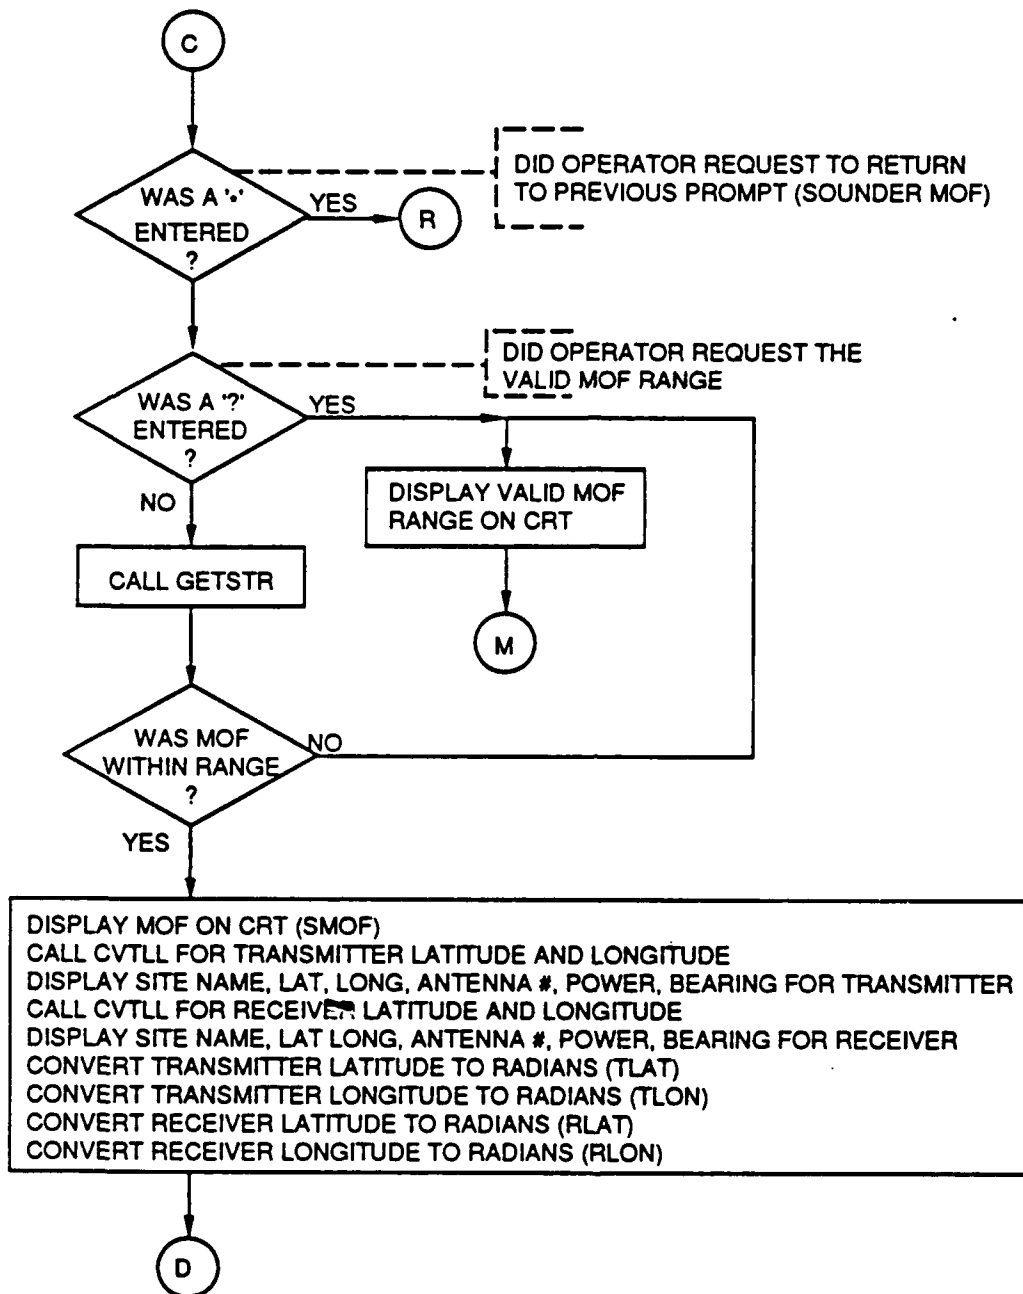 C
WAS A '*'
ENTERED
?
YES
R
DID OPERATOR REQUEST TO RETURN
TO PREVIOUS PROMPT (SOUNDER MOF)
WAS A '?'
ENTERED
?
YES
NO
DID OPERATOR REQUEST THE
VALID MOF RANGE
DISPLAY VALID MOF
RANGE ON CRT
M
CALL GETSTR
WAS MOF
WITHIN RANGE
?
NO
YES
DISPLAY MOF ON CRT (SMOF)
CALL CVTLL FOR TRANSMITTER LATITUDE AND LONGITUDE
DISPLAY SITE NAME, LAT, LONG, ANTENNA #, POWER, BEARING FOR TRANSMITTER
CALL CVTLL FOR RECEIVER LATITUDE AND LONGITUDE
DISPLAY SITE NAME, LAT LONG, ANTENNA #, POWER, BEARING FOR RECEIVER
CONVERT TRANSMITTER LATITUDE TO RADIANS (TLAT)
CONVERT TRANSMITTER LONGITUDE TO RADIANS (TLON)
CONVERT RECEIVER LATITUDE TO RADIANS (RLAT)
CONVERT RECEIVER LONGITUDE TO RADIANS (RLON)
D